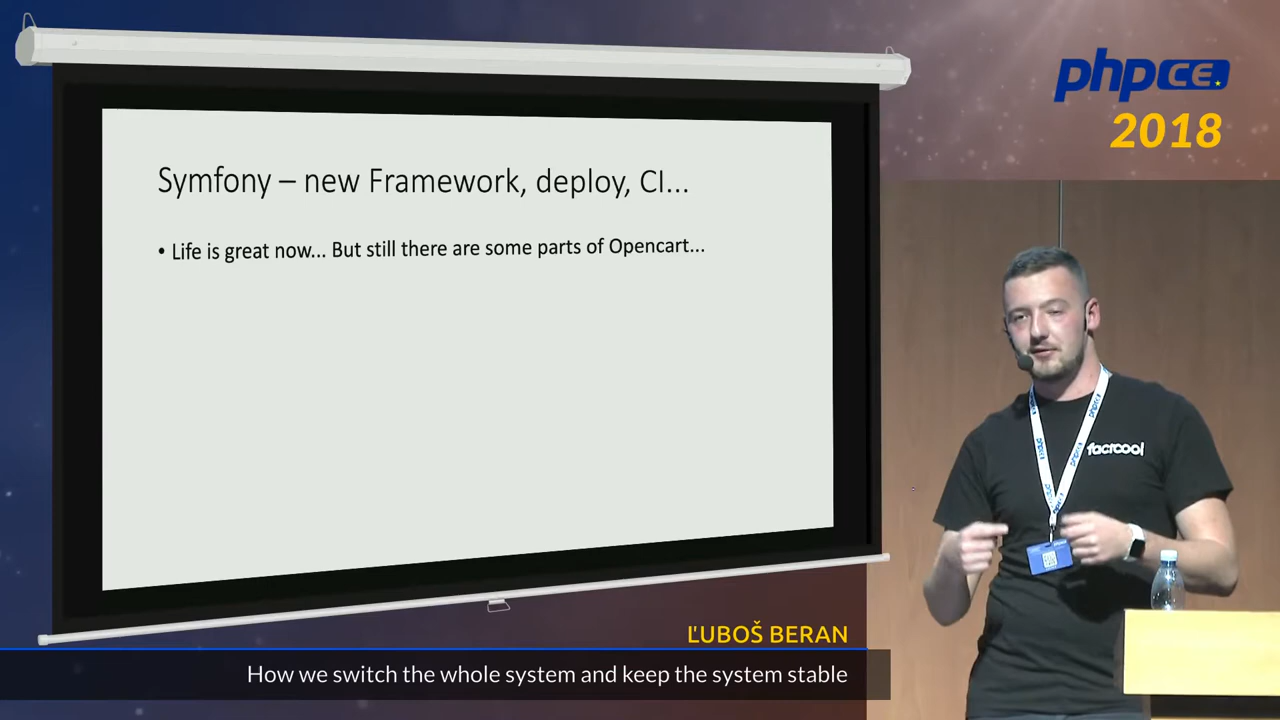 phpce
2018
Symfony – new Framework, deploy, CI...
• Life is great now... But still there are some parts of Opencart...
factcool
ĽUBOŠ BERAN
How we switch the whole system and keep the system stable